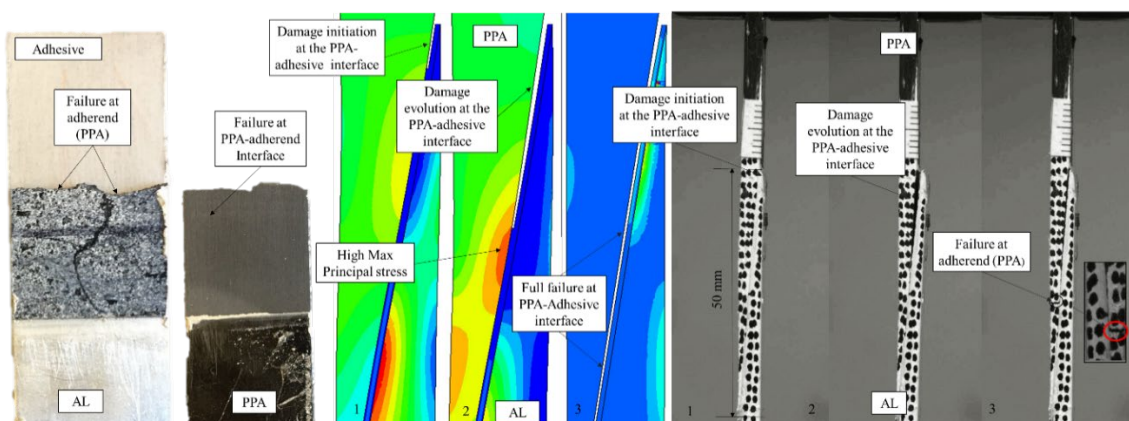 Adhesive
Failure at
adherend
(PPA)
Failure at
PPA-adherend
Interface
AL
PPA
Damage initiation
at the PPA-
adhesive interface
PPA
Damage
evolution at the
PPA-adhesive
interface
High Max
Principal stress
Full failure at
PPA-Adhesive
interface
Damage initiation
at the PPA-adhesive
interface
1
2
AL
3
PPA
Damage
evolution at the
PPA-adhesive
interface
Failure at
adherend (PPA)
50 mm
1
2
AL
3